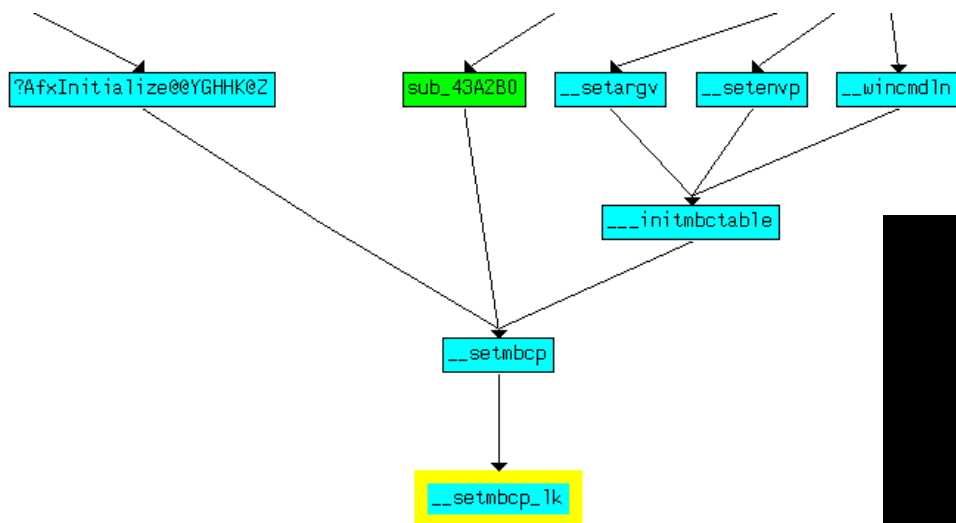 ?AfxInitialize@@YGHHK@Z
sub_43A2B0
__setargv
__setenvp
__wincmdln
___initmbctable
__setmbcp
__setmbcp_lk